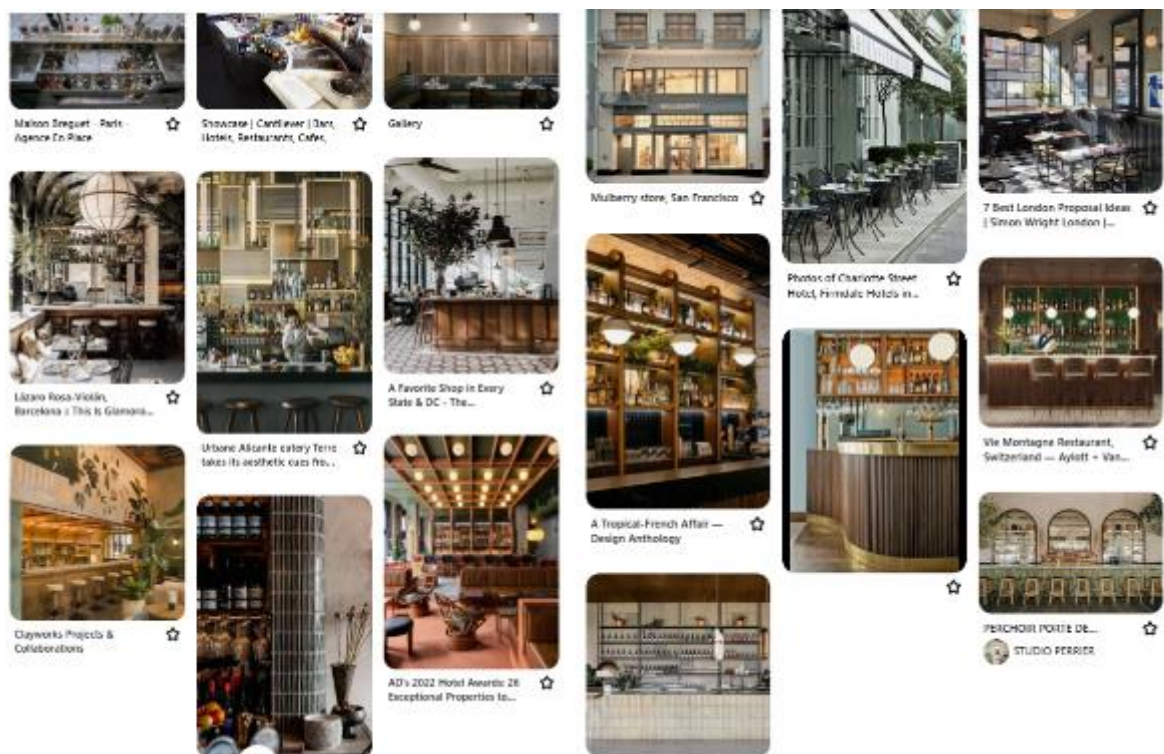 Maison Breguet - Paris -
Agence En Place
Lázaro Rosa-Violán,
Barcelona :: This Is Glamoro...
Clayworks Projects &
Collaborations
Showcase | Cantilever | Bars,
Hotels, Restaurants, Cafes,
Urbane Alicante eatery Terre
takes its aesthetic cues fro...
Gallery
A Favorite Shop in Every
State & DC - The...
AD's 2022 Hotel Awards: 26
Exceptional Properties to...
MULBERRY
Mulberry store, San Francisco
A Tropical-French Affair —
Design Anthology
Photos of Charlotte Street
Hotel, Firmdale Hotels in...
7 Best London Proposal Ideas
| Simon Wright London |...
Vie Montagne Restaurant,
Switzerland — Aylott + Van...
PERCHOIR PORTE DE...
STUDIO PERRIER